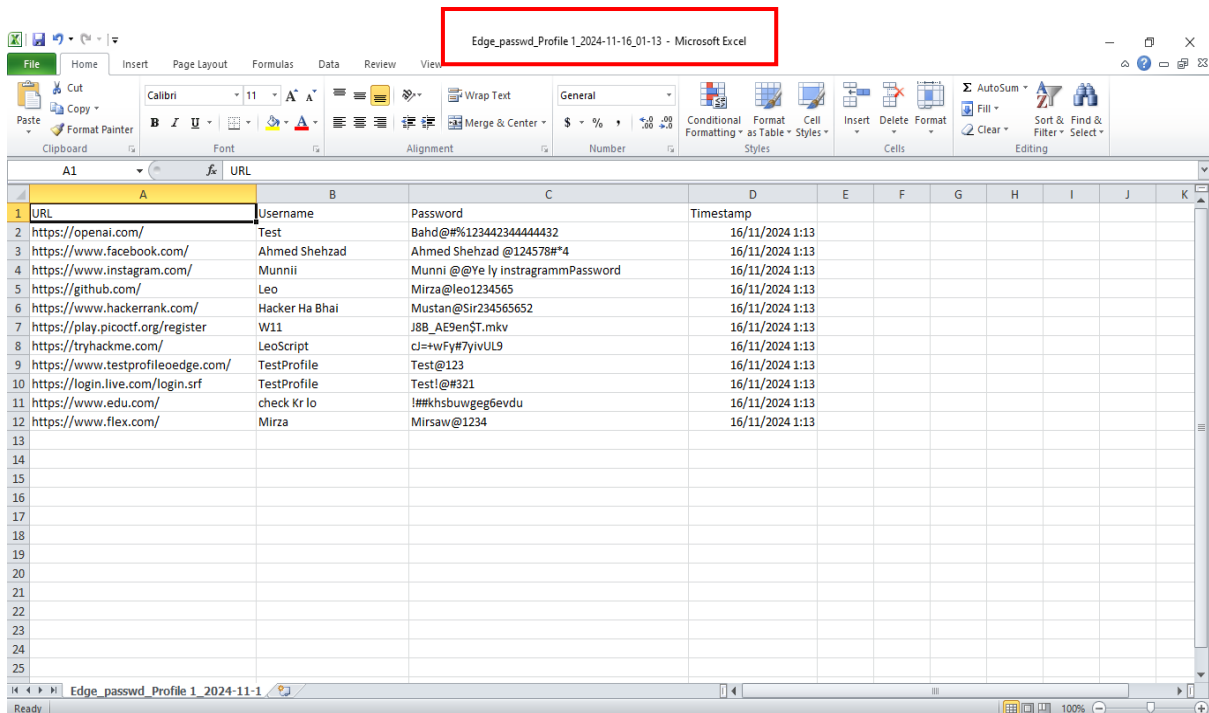 Edge_passwd_Profile 1_2024-11-16_01-13 - Microsoft Excel
File Home Insert Page Layout Formulas Data Review View
Cut
Copy
Format Painter
Paste
Clipboard
Calibri 11
B I U
Font
Wrap Text
Merge & Center
Alignment
General
$ % ,
Number
Conditional Formatting
Format as Table
Cell Styles
Styles
Insert Delete Format
Cells
Σ AutoSum
Fill
Clear
Sort & Filter
Find & Select
Editing
A1 fx URL
A B C D E F G H I J K
1 URL Username Password Timestamp
2 https://openai.com/ Test Bahd@#%123442344444432 16/11/2024 1:13
3 https://www.facebook.com/ Ahmed Shehzad Ahmed Shehzad @124578#*4 16/11/2024 1:13
4 https://www.instagram.com/ Munnii Munni @@Ye ly instragrammPassword 16/11/2024 1:13
5 https://github.com/ Leo Mirza@leo1234565 16/11/2024 1:13
6 https://www.hackerrank.com/ Hacker Ha Bhai Mustan@Sir234565652 16/11/2024 1:13
7 https://play.picoctf.org/register W11 J8B_AE9en$T.mkv 16/11/2024 1:13
8 https://tryhackme.com/ LeoScript cJ=+wFy#7yivUL9 16/11/2024 1:13
9 https://www.testprofileoedge.com/ TestProfile Test@123 16/11/2024 1:13
10 https://login.live.com/login.srf TestProfile Test!@#321 16/11/2024 1:13
11 https://www.edu.com/ check Kr lo !##khsbuwgeg6evdu 16/11/2024 1:13
12 https://www.flex.com/ Mirza Mirsaw@1234 16/11/2024 1:13
13
14
15
16
17
18
19
20
21
22
23
24
25
Edge_passwd_Profile 1_2024-11-1
Ready 100%